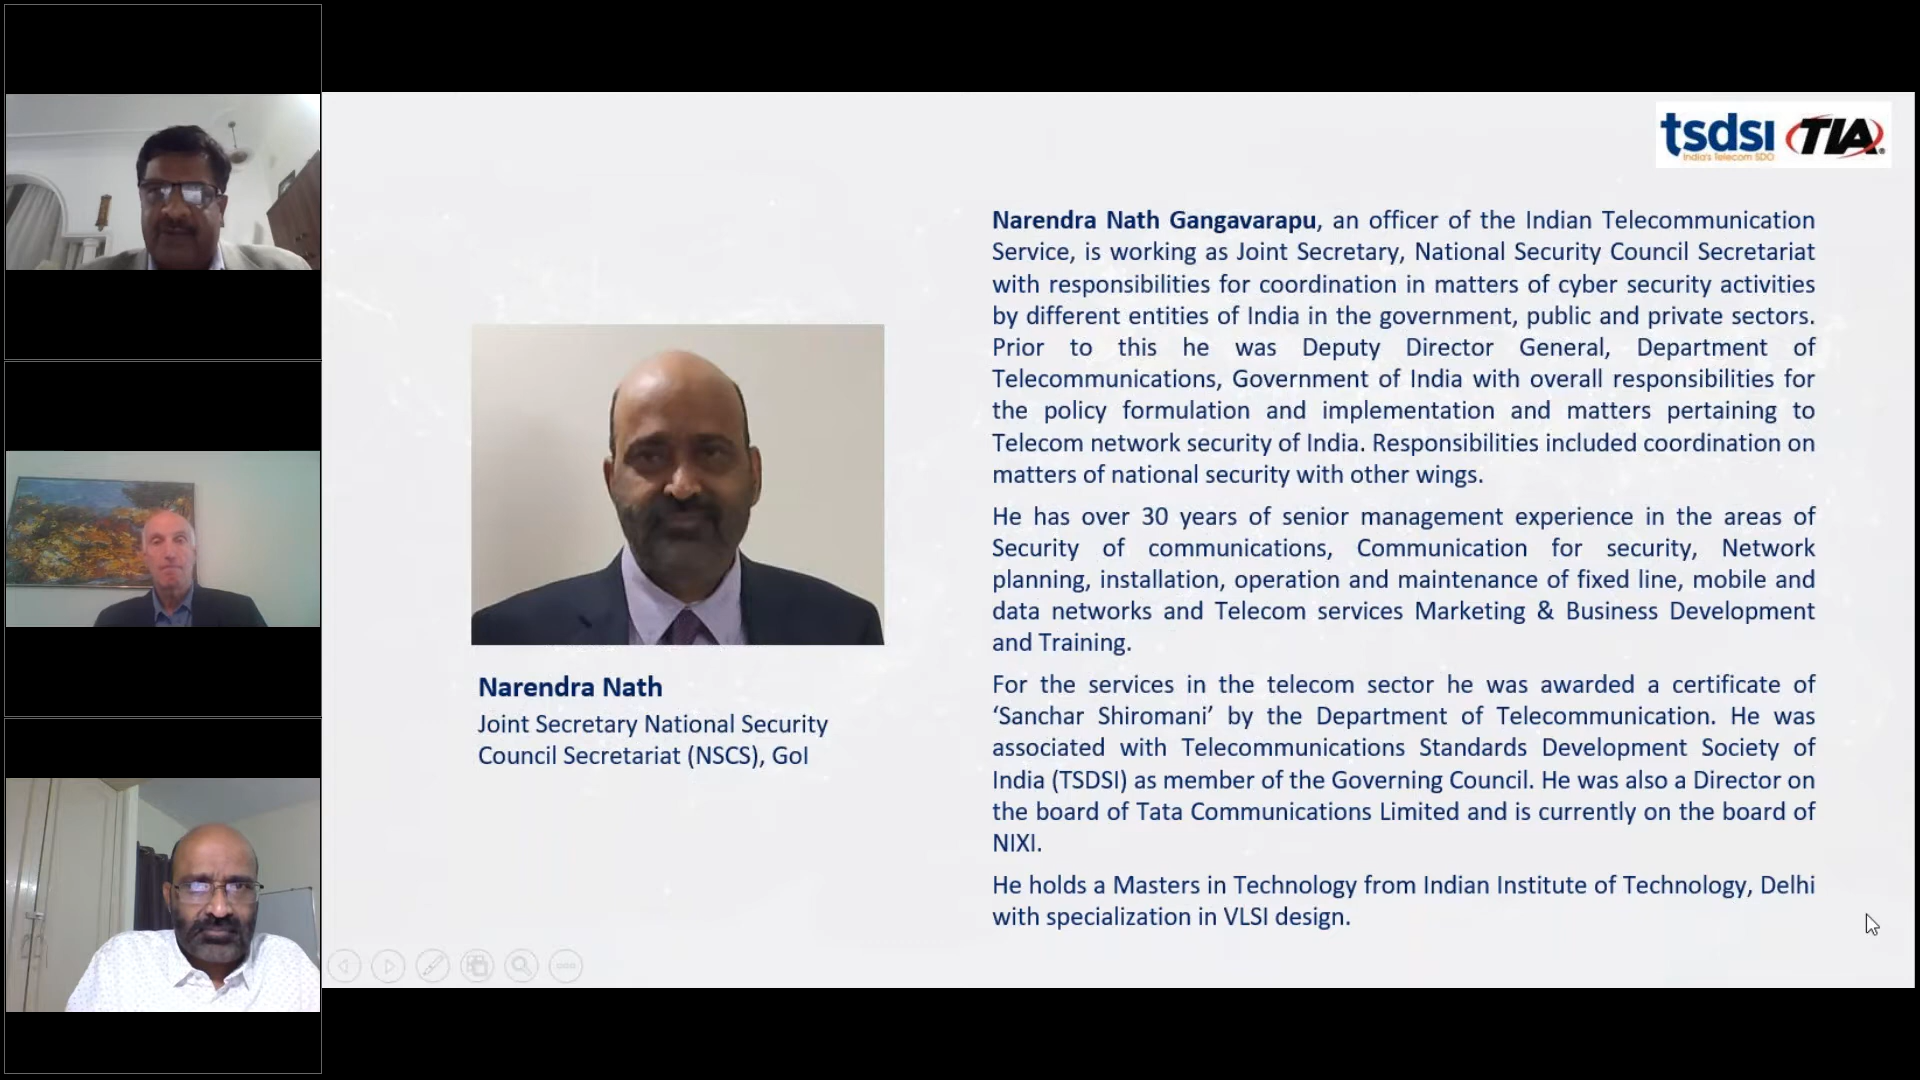 tsdsi TIA
India's Telecom SDO
Narendra Nath Gangavarapu, an officer of the Indian Telecommunication
Service, is working as Joint Secretary, National Security Council Secretariat
with responsibilities for coordination in matters of cyber security activities
by different entities of India in the government, public and private sectors.
Prior to this he was Deputy Director General, Department of
Telecommunications, Government of India with overall responsibilities for
the policy formulation and implementation and matters pertaining to
Telecom network security of India. Responsibilities included coordination on
matters of national security with other wings.
He has over 30 years of senior management experience in the areas of
Security of communications, Communication for security, Network
planning, installation, operation and maintenance of fixed line, mobile and
data networks and Telecom services Marketing & Business Development
and Training.
For the services in the telecom sector he was awarded a certificate of
‘Sanchar Shiromani’ by the Department of Telecommunication. He was
associated with Telecommunications Standards Development Society of
India (TSDSI) as member of the Governing Council. He was also a Director on
the board of Tata Communications Limited and is currently on the board of
NIXI.
He holds a Masters in Technology from Indian Institute of Technology, Delhi
with specialization in VLSI design.
Narendra Nath
Joint Secretary National Security
Council Secretariat (NSCS), GoI